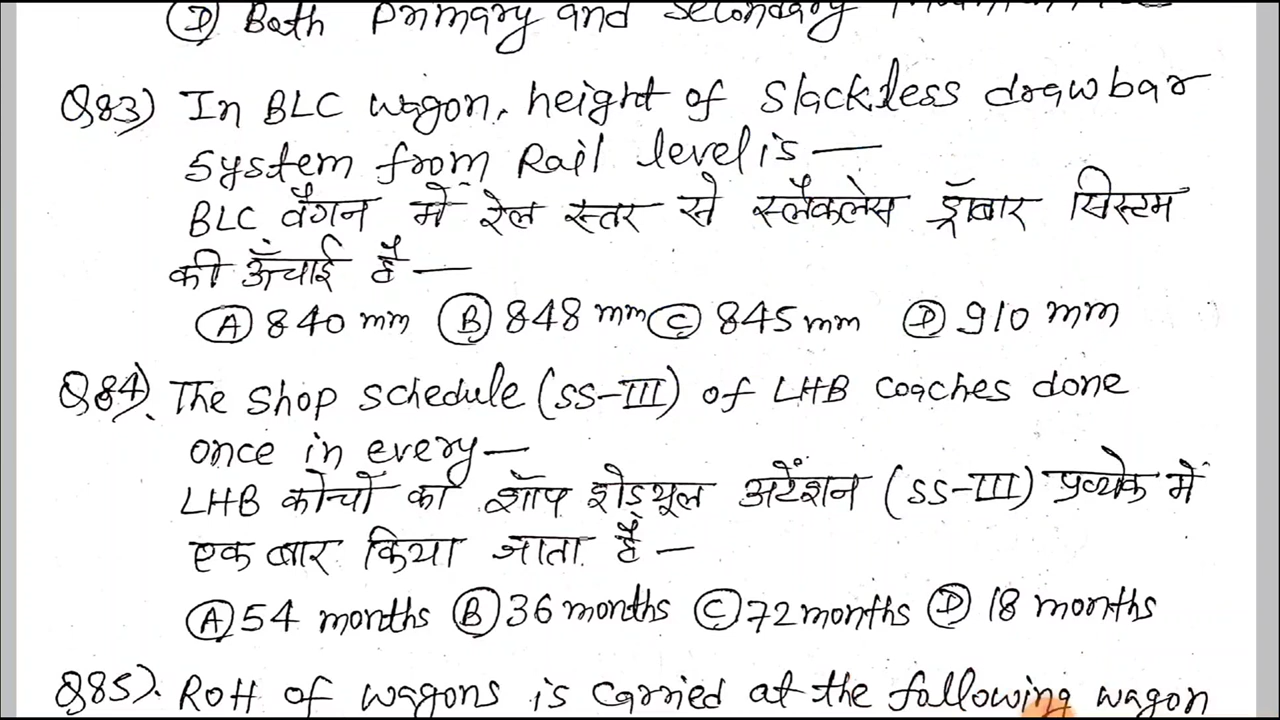 (D) Both Primary and Secondary
Q83) In BLC wagon, height of Slackless drawbar
System from Rail level is —
BLC वैगन में रेल स्तर से स्लैकलेस ड्रॉबार सिस्टम
की ऊँचाई है —
(A) 840 mm (B) 848 mm (C) 845 mm (D) 910 mm
Q84). The Shop schedule (SS-III) of LHB coaches done
once in every —
LHB कोचों का शॉप शेड्यूल अटेंशन (SS-III) प्रत्येक में
एक बार किया जाता है —
(A) 54 months (B) 36 months (C) 72 months (D) 18 months
Q85). ROH of wagons is carried at the following wagon